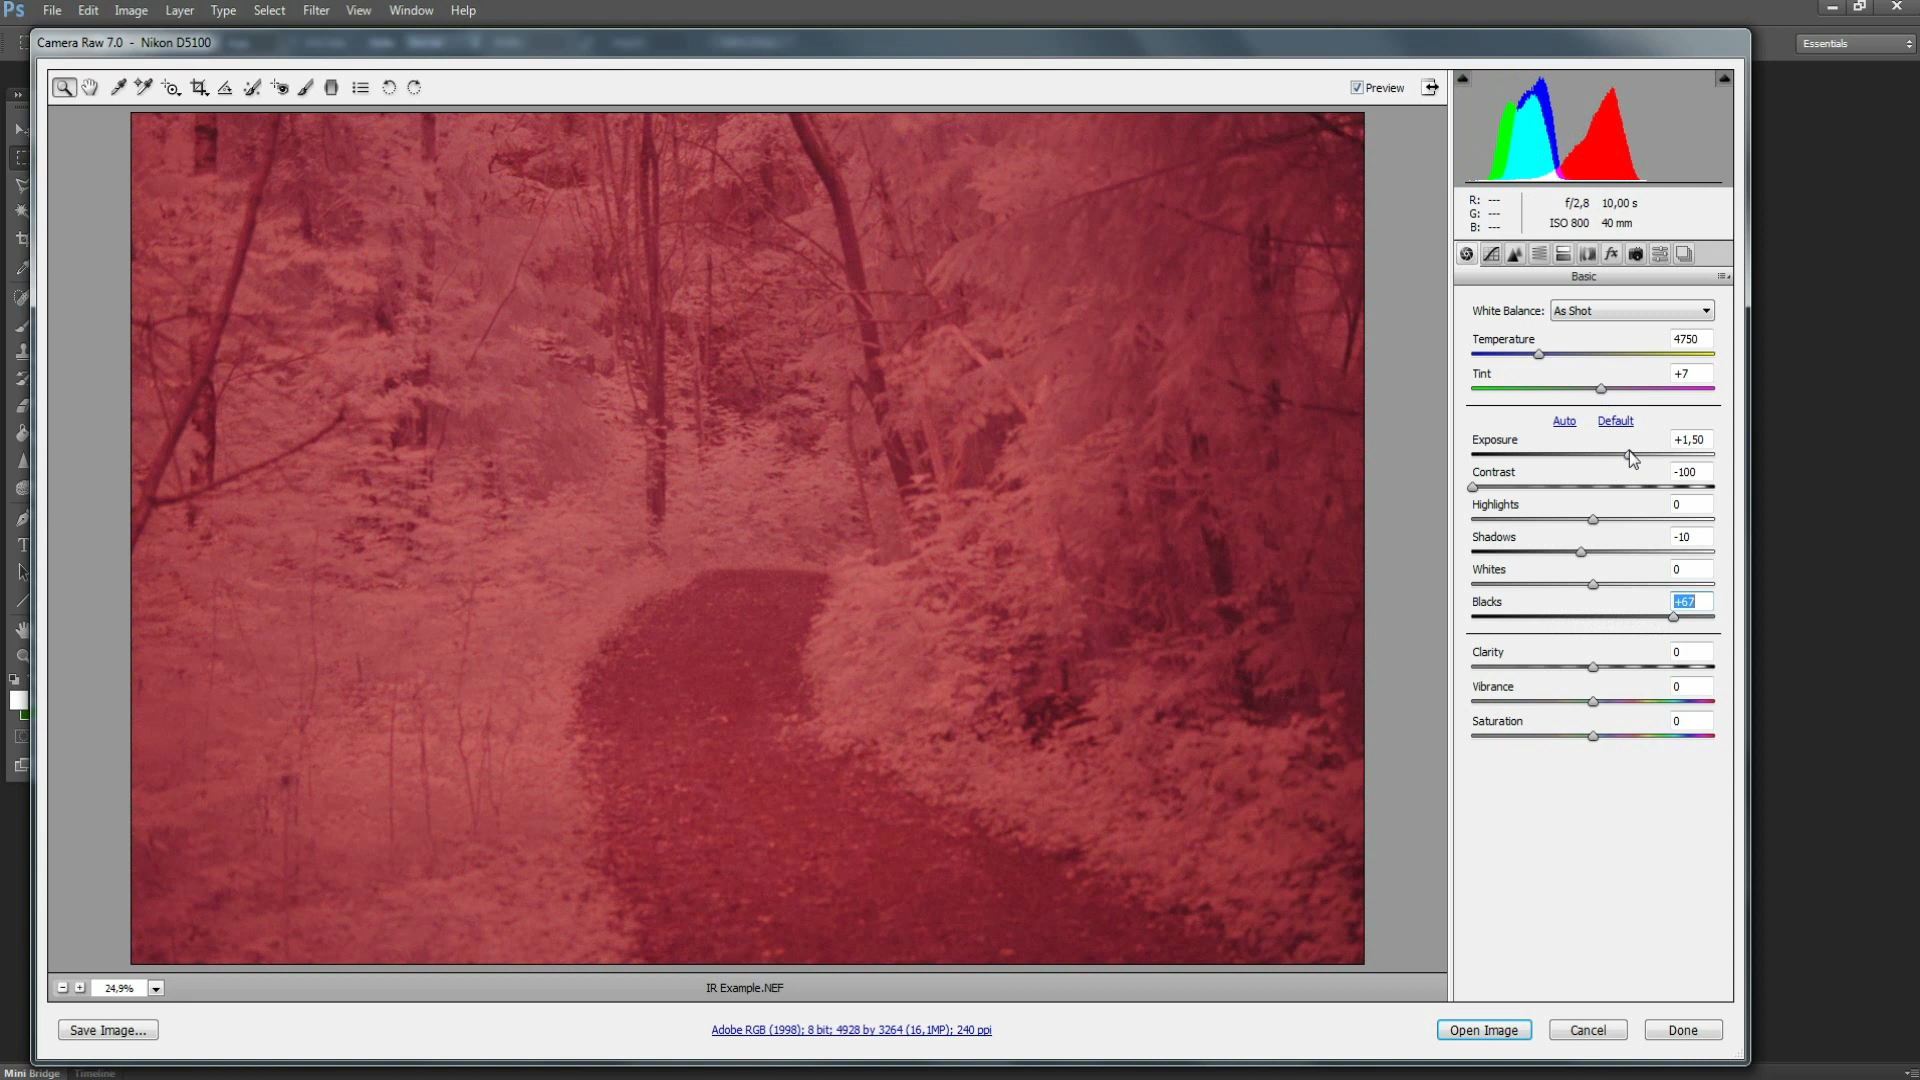 Ps File Edit Image Layer Type Select Filter View Window Help
Essentials
Camera Raw 7.0 - Nikon D5100
Preview
R: ---
G: ---
B: ---
f/2,8 10,00 s
ISO 800 40 mm
fx
Basic
White Balance: As Shot
Temperature 4750
Tint +7
Auto Default
Exposure +1,50
Contrast -100
Highlights 0
Shadows -10
Whites 0
Blacks +67
Clarity 0
Vibrance 0
Saturation 0
24,9%
IR Example.NEF
Save Image...
Adobe RGB (1998); 8 bit; 4928 by 3264 (16,1MP); 240 ppi
Open Image Cancel Done
Mini Bridge Timeline